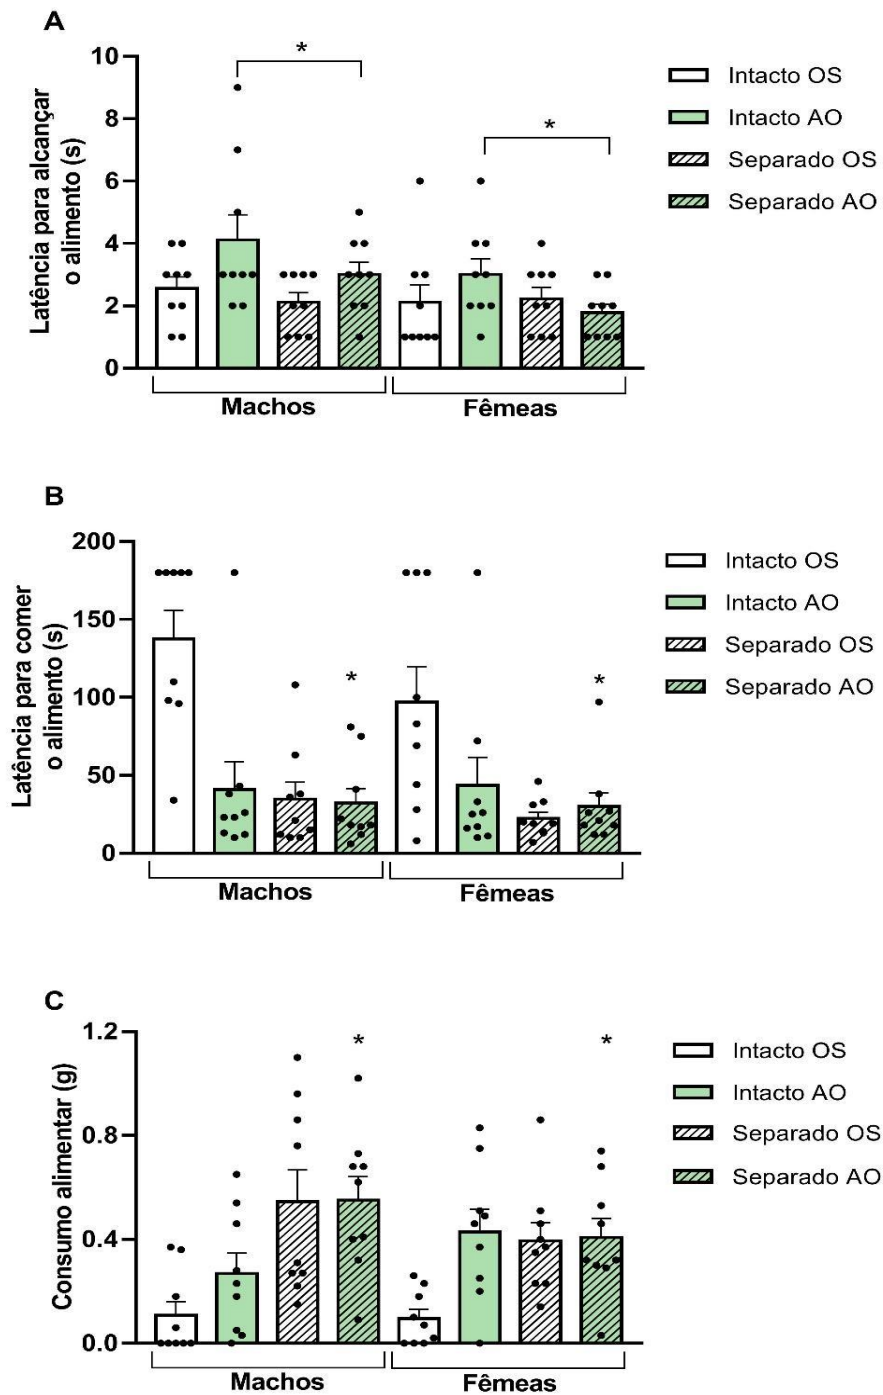 A
Latência para alcançar
o alimento (s)
10
8
6
4
2
0
*
*
Machos
Fêmeas
Intacto OS
Intacto AO
Separado OS
Separado AO
B
Latência para comer
o alimento (s)
200
150
100
50
0
*
*
Machos
Fêmeas
Intacto OS
Intacto AO
Separado OS
Separado AO
C
Consumo alimentar (g)
1.2
0.8
0.4
0.0
*
*
Machos
Fêmeas
Intacto OS
Intacto AO
Separado OS
Separado AO